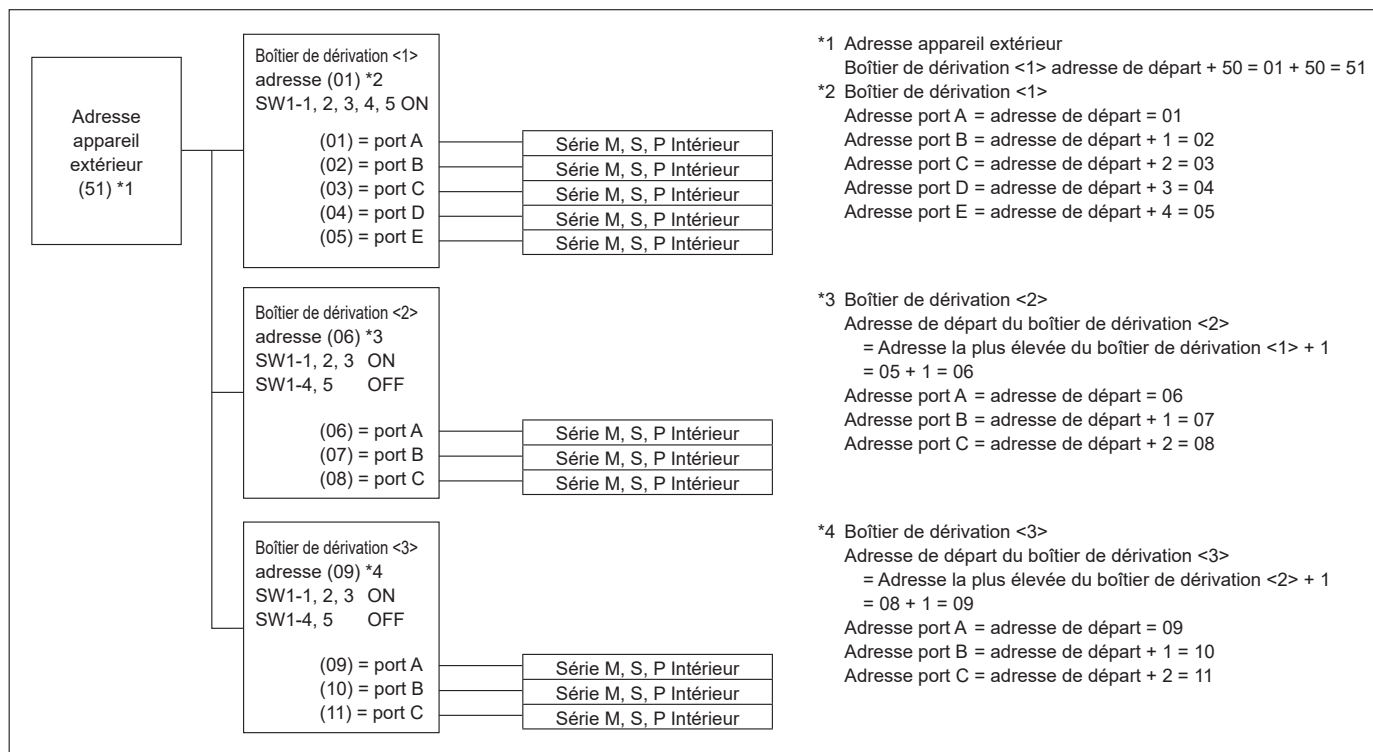 Adresse
appareil
extérieur
(51) *1
Boîtier de dérivation <1>
adresse (01) *2
SW1-1, 2, 3, 4, 5 ON
(01) = port A
(02) = port B
(03) = port C
(04) = port D
(05) = port E
Série M, S, P Intérieur
Série M, S, P Intérieur
Série M, S, P Intérieur
Série M, S, P Intérieur
Série M, S, P Intérieur
Boîtier de dérivation <2>
adresse (06) *3
SW1-1, 2, 3 ON
SW1-4, 5 OFF
(06) = port A
(07) = port B
(08) = port C
Série M, S, P Intérieur
Série M, S, P Intérieur
Série M, S, P Intérieur
Boîtier de dérivation <3>
adresse (09) *4
SW1-1, 2, 3 ON
SW1-4, 5 OFF
(09) = port A
(10) = port B
(11) = port C
Série M, S, P Intérieur
Série M, S, P Intérieur
Série M, S, P Intérieur
*1 Adresse appareil extérieur
Boîtier de dérivation <1> adresse de départ + 50 = 01 + 50 = 51
*2 Boîtier de dérivation <1>
Adresse port A = adresse de départ = 01
Adresse port B = adresse de départ + 1 = 02
Adresse port C = adresse de départ + 2 = 03
Adresse port D = adresse de départ + 3 = 04
Adresse port E = adresse de départ + 4 = 05
*3 Boîtier de dérivation <2>
Adresse de départ du boîtier de dérivation <2>
= Adresse la plus élevée du boîtier de dérivation <1> + 1
= 05 + 1 = 06
Adresse port A = adresse de départ = 06
Adresse port B = adresse de départ + 1 = 07
Adresse port C = adresse de départ + 2 = 08
*4 Boîtier de dérivation <3>
Adresse de départ du boîtier de dérivation <3>
= Adresse la plus élevée du boîtier de dérivation <2> + 1
= 08 + 1 = 09
Adresse port A = adresse de départ = 09
Adresse port B = adresse de départ + 1 = 10
Adresse port C = adresse de départ + 2 = 11